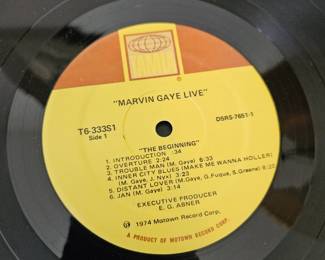 TAMLA
"MARVIN GAYE LIVE"
T6-333S1
Side 1
DSRS-7651-1
"THE BEGINNING"
1. INTRODUCTION :34
2. OVERTURE 2:24
3. TROUBLE MAN (M. Gaye) 6:33
4. INNER CITY BLUES (MAKE ME WANNA HOLLER)
(M. Gaye, J. Nyx) 3:23
5. DISTANT LOVER (M. Gaye, G. Fuqua, S. Greene) 6:22
6. JAN (M. Gaye) 3:14
EXECUTIVE PRODUCER
E. G. ABNER
℗ 1974 Motown Record Corp.
A PRODUCT OF MOTOWN RECORD CORP.